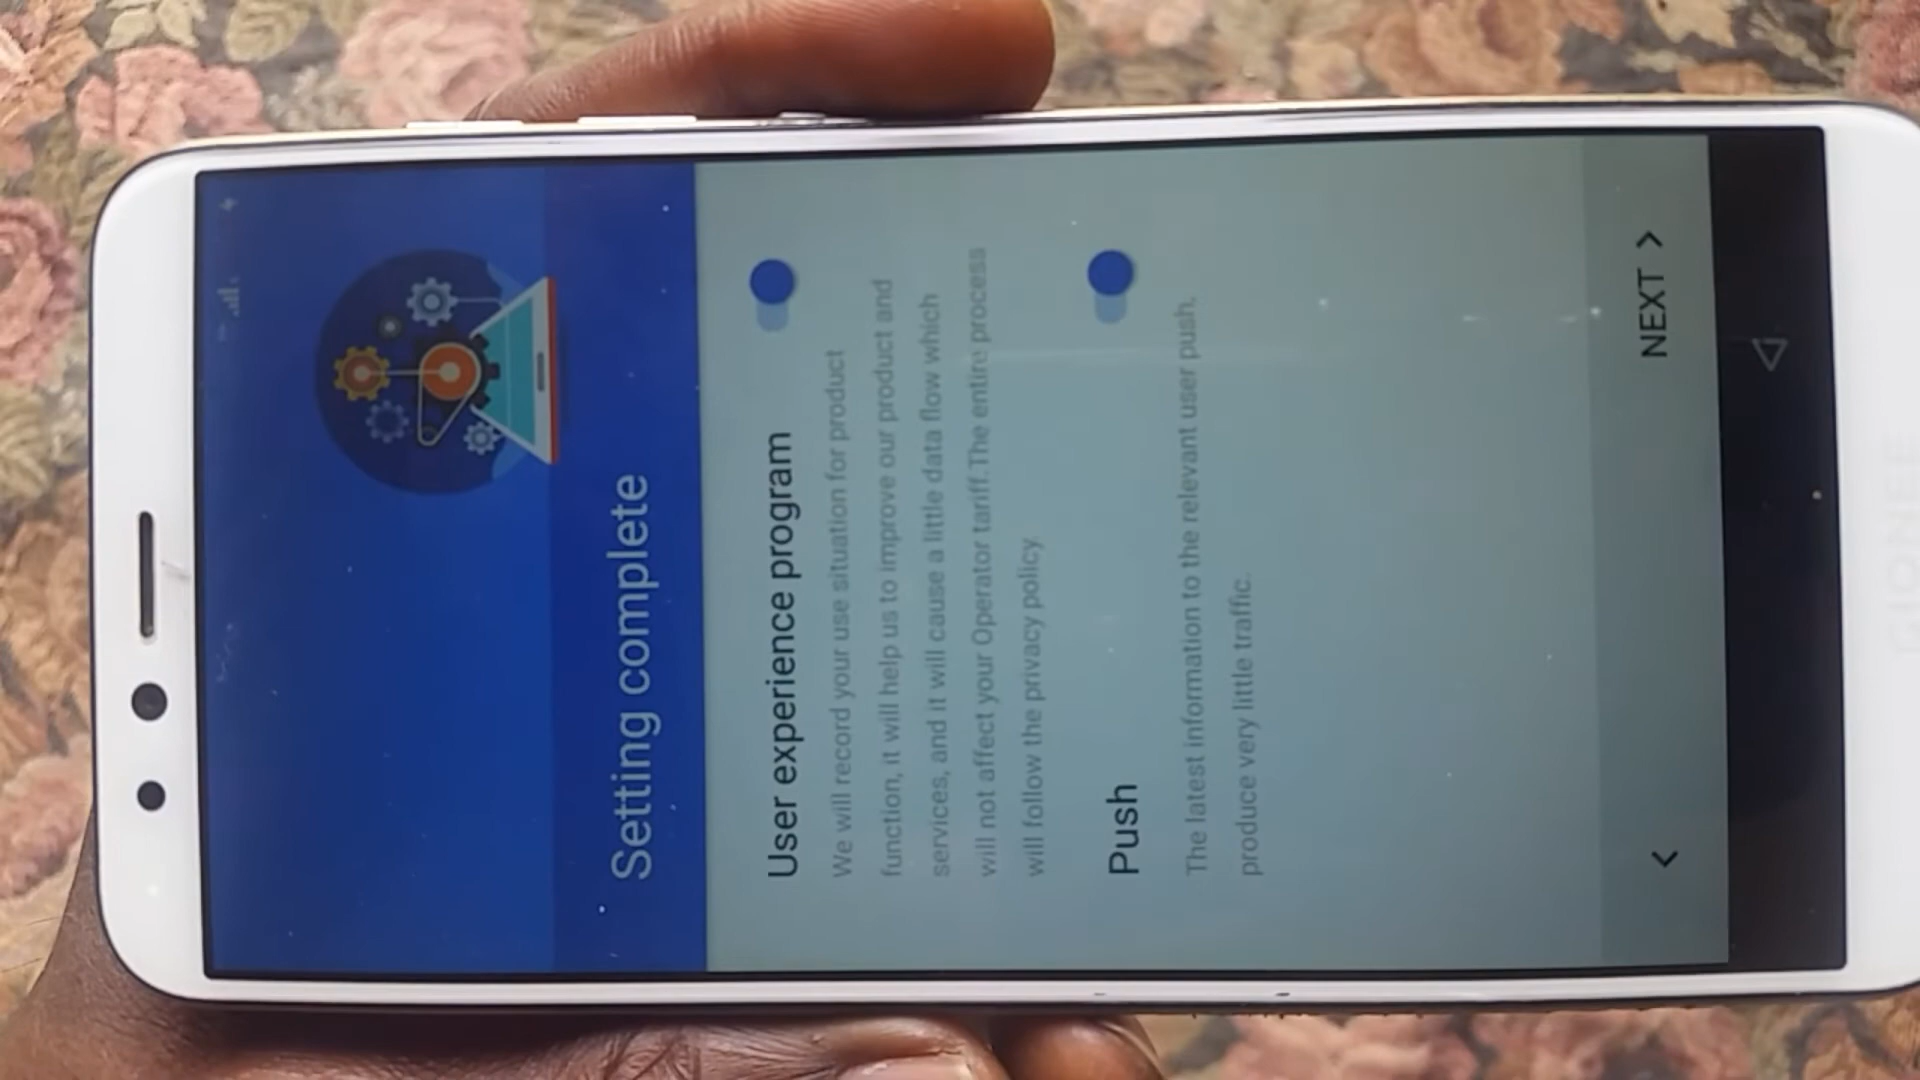 Setting complete
User experience program
We will record your use situation for product
function, it will help us to improve our product and
services, and it will cause a little data flow which
will not affect your Operator tariff.The entire process
will follow the privacy policy.
Push
The latest information to the relevant user push,
produce very little traffic.
NEXT
GIONEE